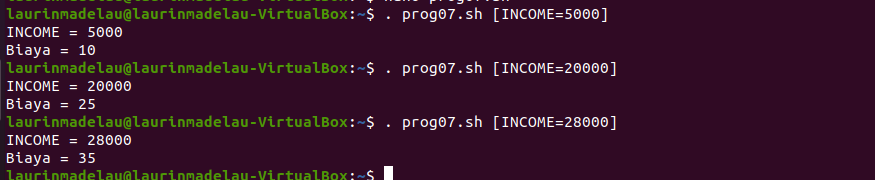 laurinmadelau@laurinmadelau-VirtualBox:~$ . prog07.sh [INCOME=5000]
INCOME = 5000
Biaya = 10
laurinmadelau@laurinmadelau-VirtualBox:~$ . prog07.sh [INCOME=20000]
INCOME = 20000
Biaya = 25
laurinmadelau@laurinmadelau-VirtualBox:~$ . prog07.sh [INCOME=28000]
INCOME = 28000
Biaya = 35
laurinmadelau@laurinmadelau-VirtualBox:~$